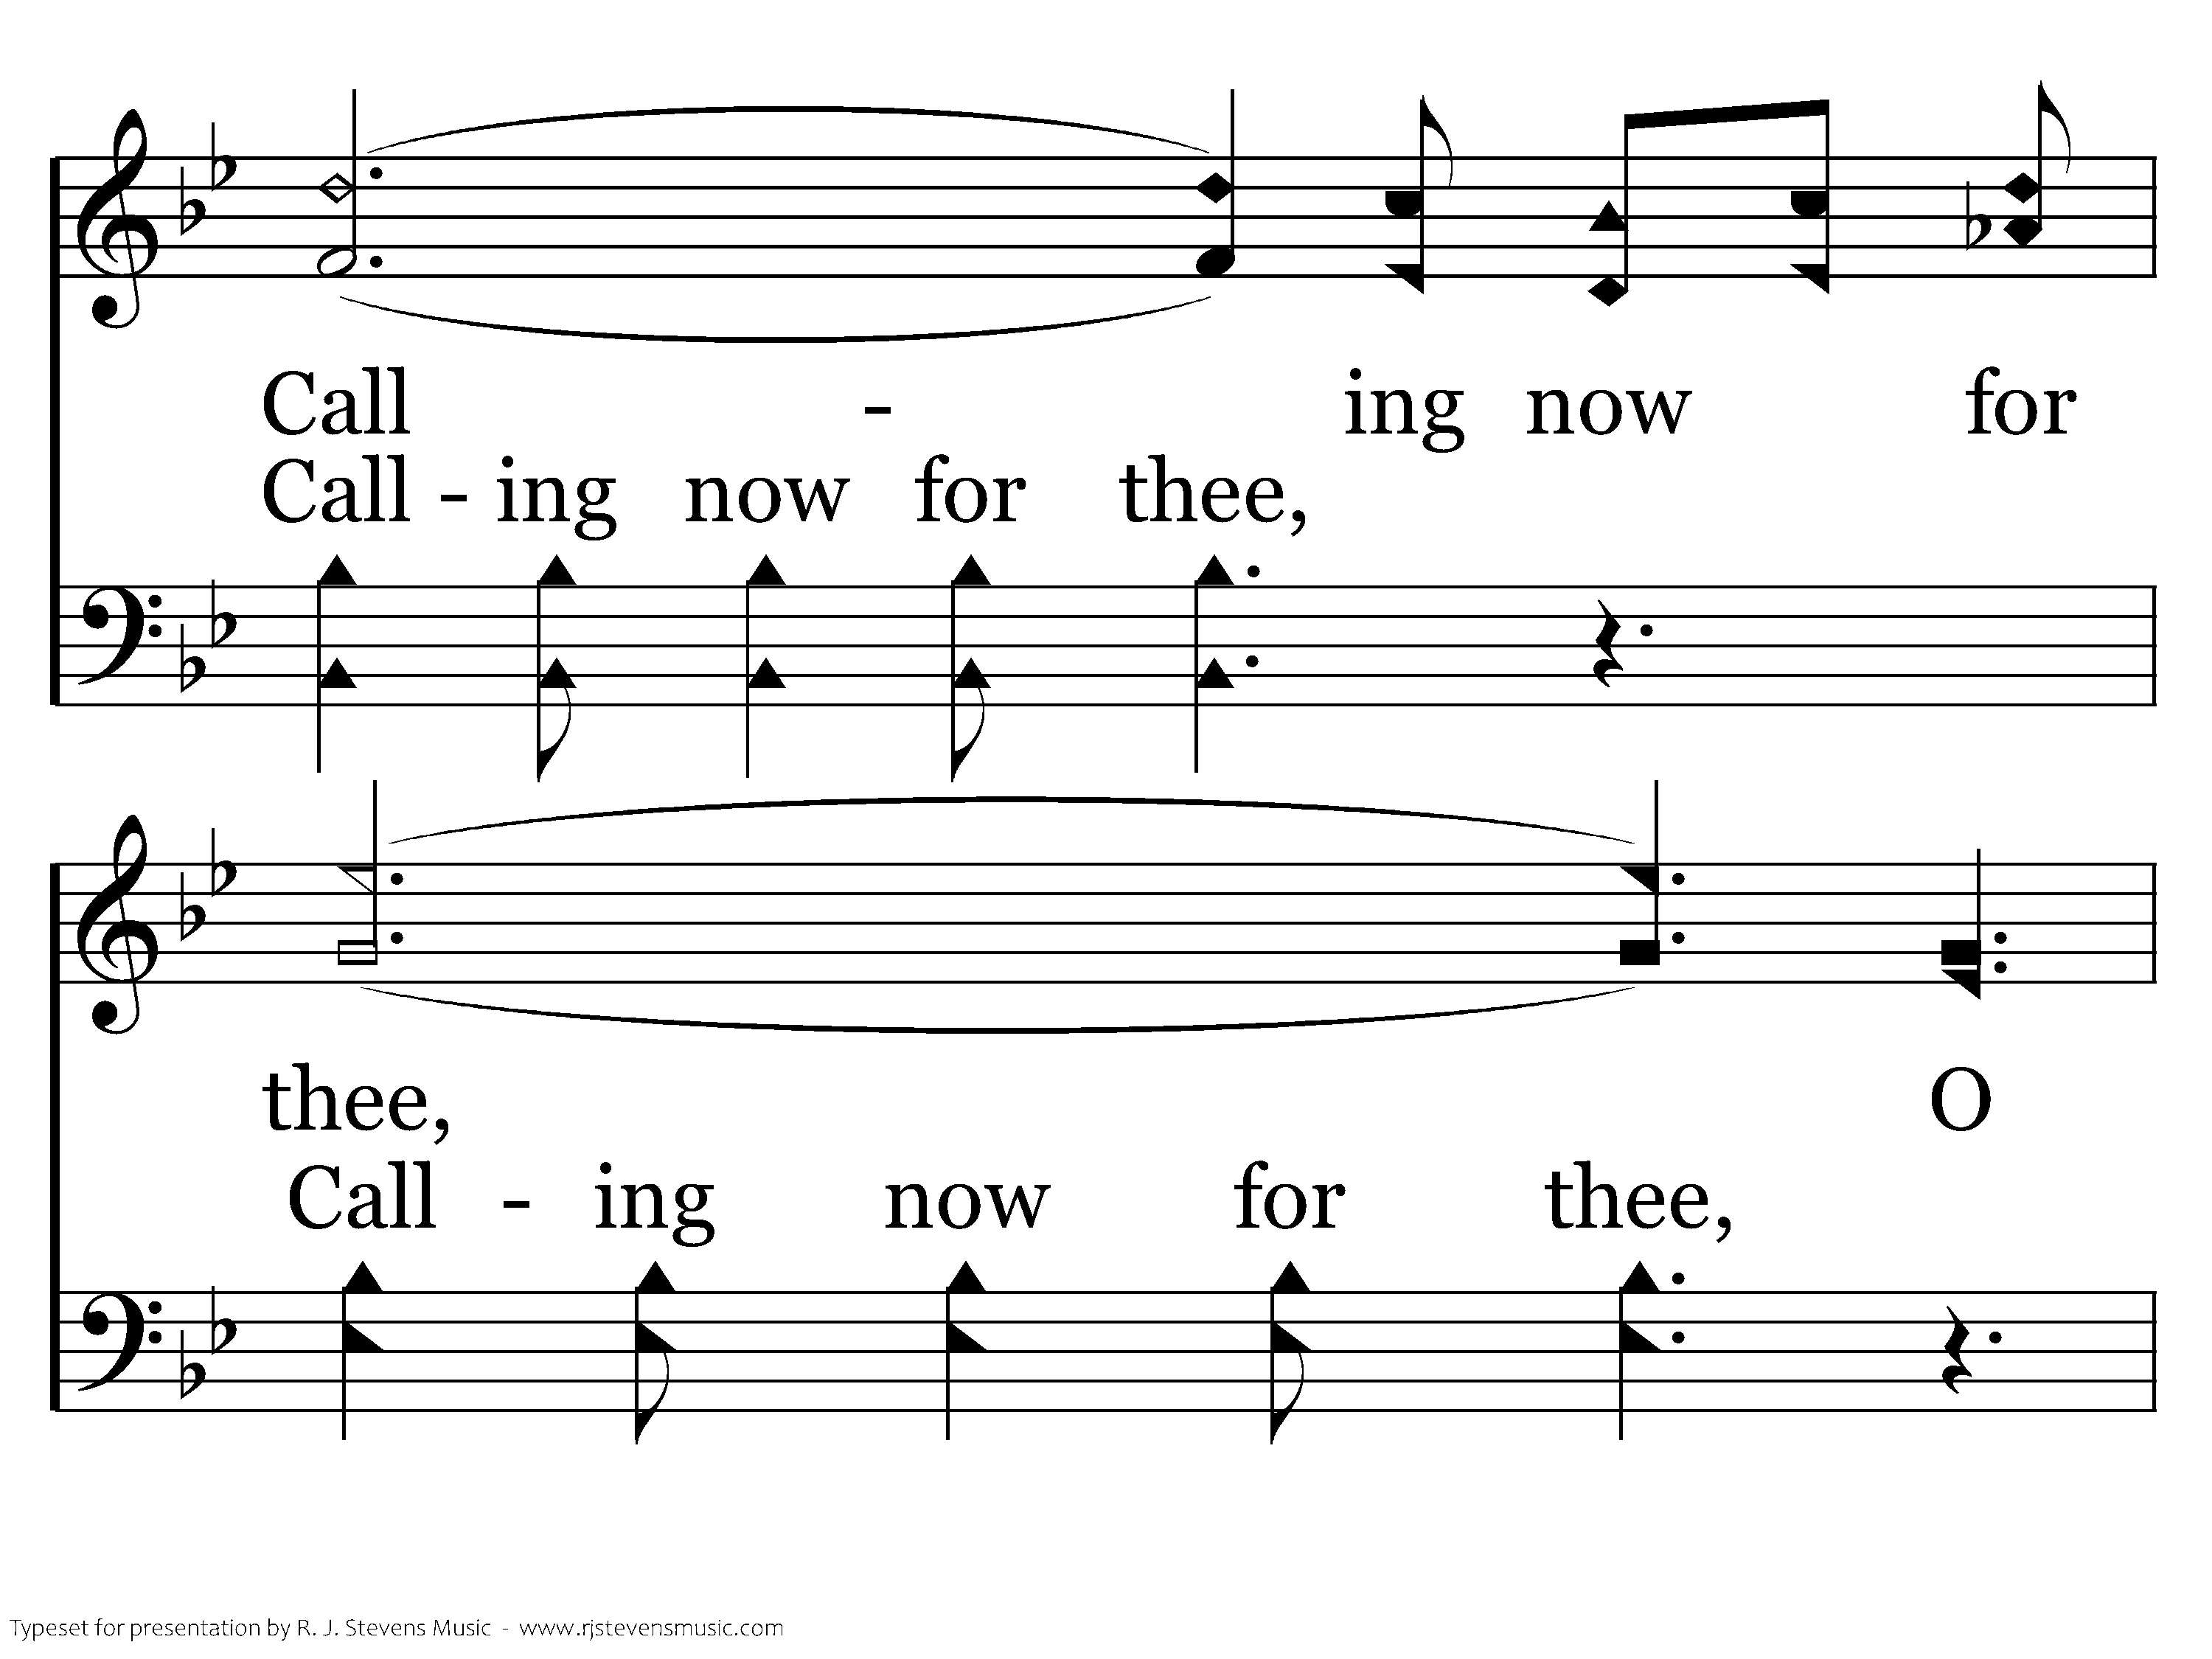 Call - ing now for
Call - ing now for thee,
thee, O
Call - ing now for thee,
Typeset for presentation by R. J. Stevens Music - www.rjstevensmusic.com